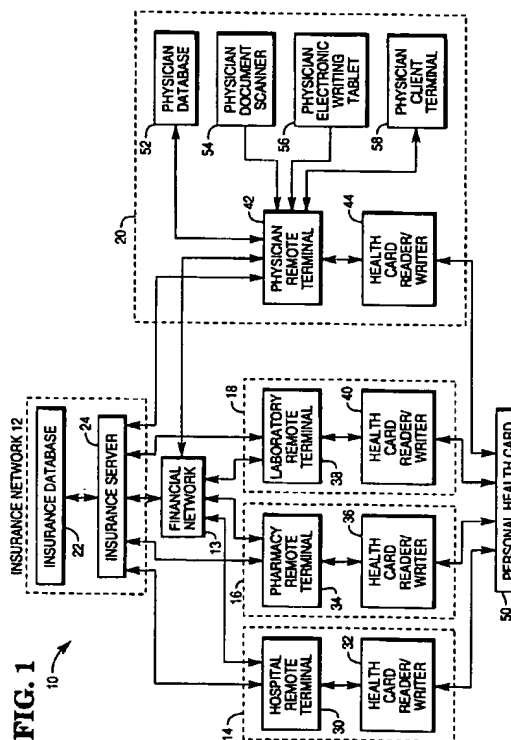 FIG. 1
10
INSURANCE NETWORK 12
INSURANCE DATABASE
22
24
INSURANCE SERVER
FINANCIAL
NETWORK
13
14
HOSPITAL
REMOTE
TERMINAL
30
32
HEALTH
CARD
READER/
WRITER
16
PHARMACY
REMOTE
TERMINAL
34
36
HEALTH
CARD
READER/
WRITER
18
LABORATORY
REMOTE
TERMINAL
38
40
HEALTH
CARD
READER/
WRITER
20
42
PHYSICIAN
REMOTE
TERMINAL
44
HEALTH
CARD
READER/
WRITER
PHYSICIAN
DATABASE
52
PHYSICIAN
DOCUMENT
SCANNER
54
PHYSICIAN
ELECTRONIC
WRITING
TABLET
56
PHYSICIAN
CLIENT
TERMINAL
58
PERSONAL HEALTH CARD
50